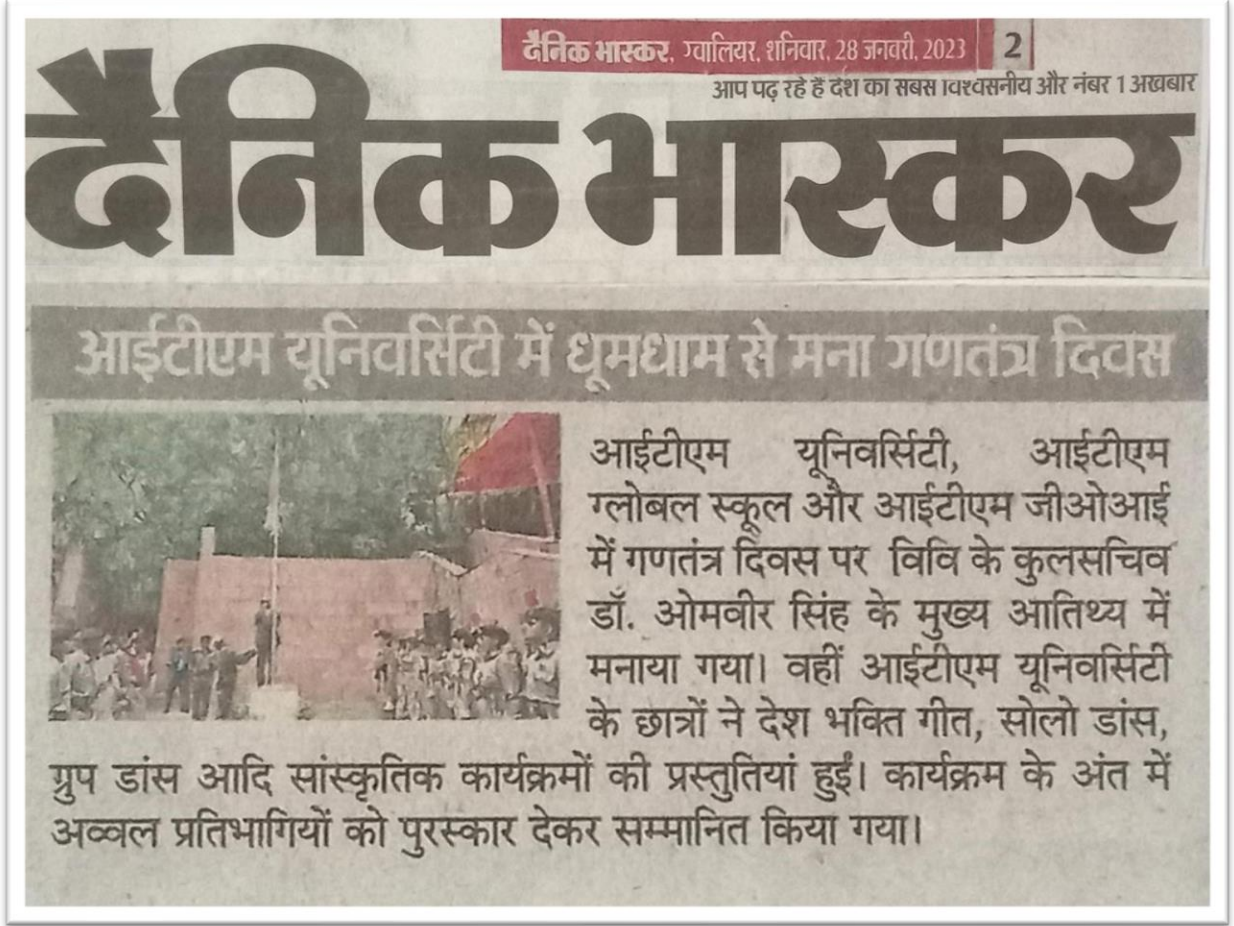 दैनिक भास्कर, ग्वालियर, शनिवार, 28 जनवरी, 2023 2
आप पढ़ रहे हैं देश का सबसे विश्वसनीय और नंबर 1 अखबार
दैनिक भास्कर
आईटीएम यूनिवर्सिटी में धूमधाम से मना गणतंत्र दिवस
आईटीएम यूनिवर्सिटी, आईटीएम
ग्लोबल स्कूल और आईटीएम जीओआई
में गणतंत्र दिवस पर विवि के कुलसचिव
डॉ. ओमवीर सिंह के मुख्य आतिथ्य में
मनाया गया। वहीं आईटीएम यूनिवर्सिटी
के छात्रों ने देश भक्ति गीत, सोलो डांस,
ग्रुप डांस आदि सांस्कृतिक कार्यक्रमों की प्रस्तुतियां हुईं। कार्यक्रम के अंत में
अव्वल प्रतिभागियों को पुरस्कार देकर सम्मानित किया गया।